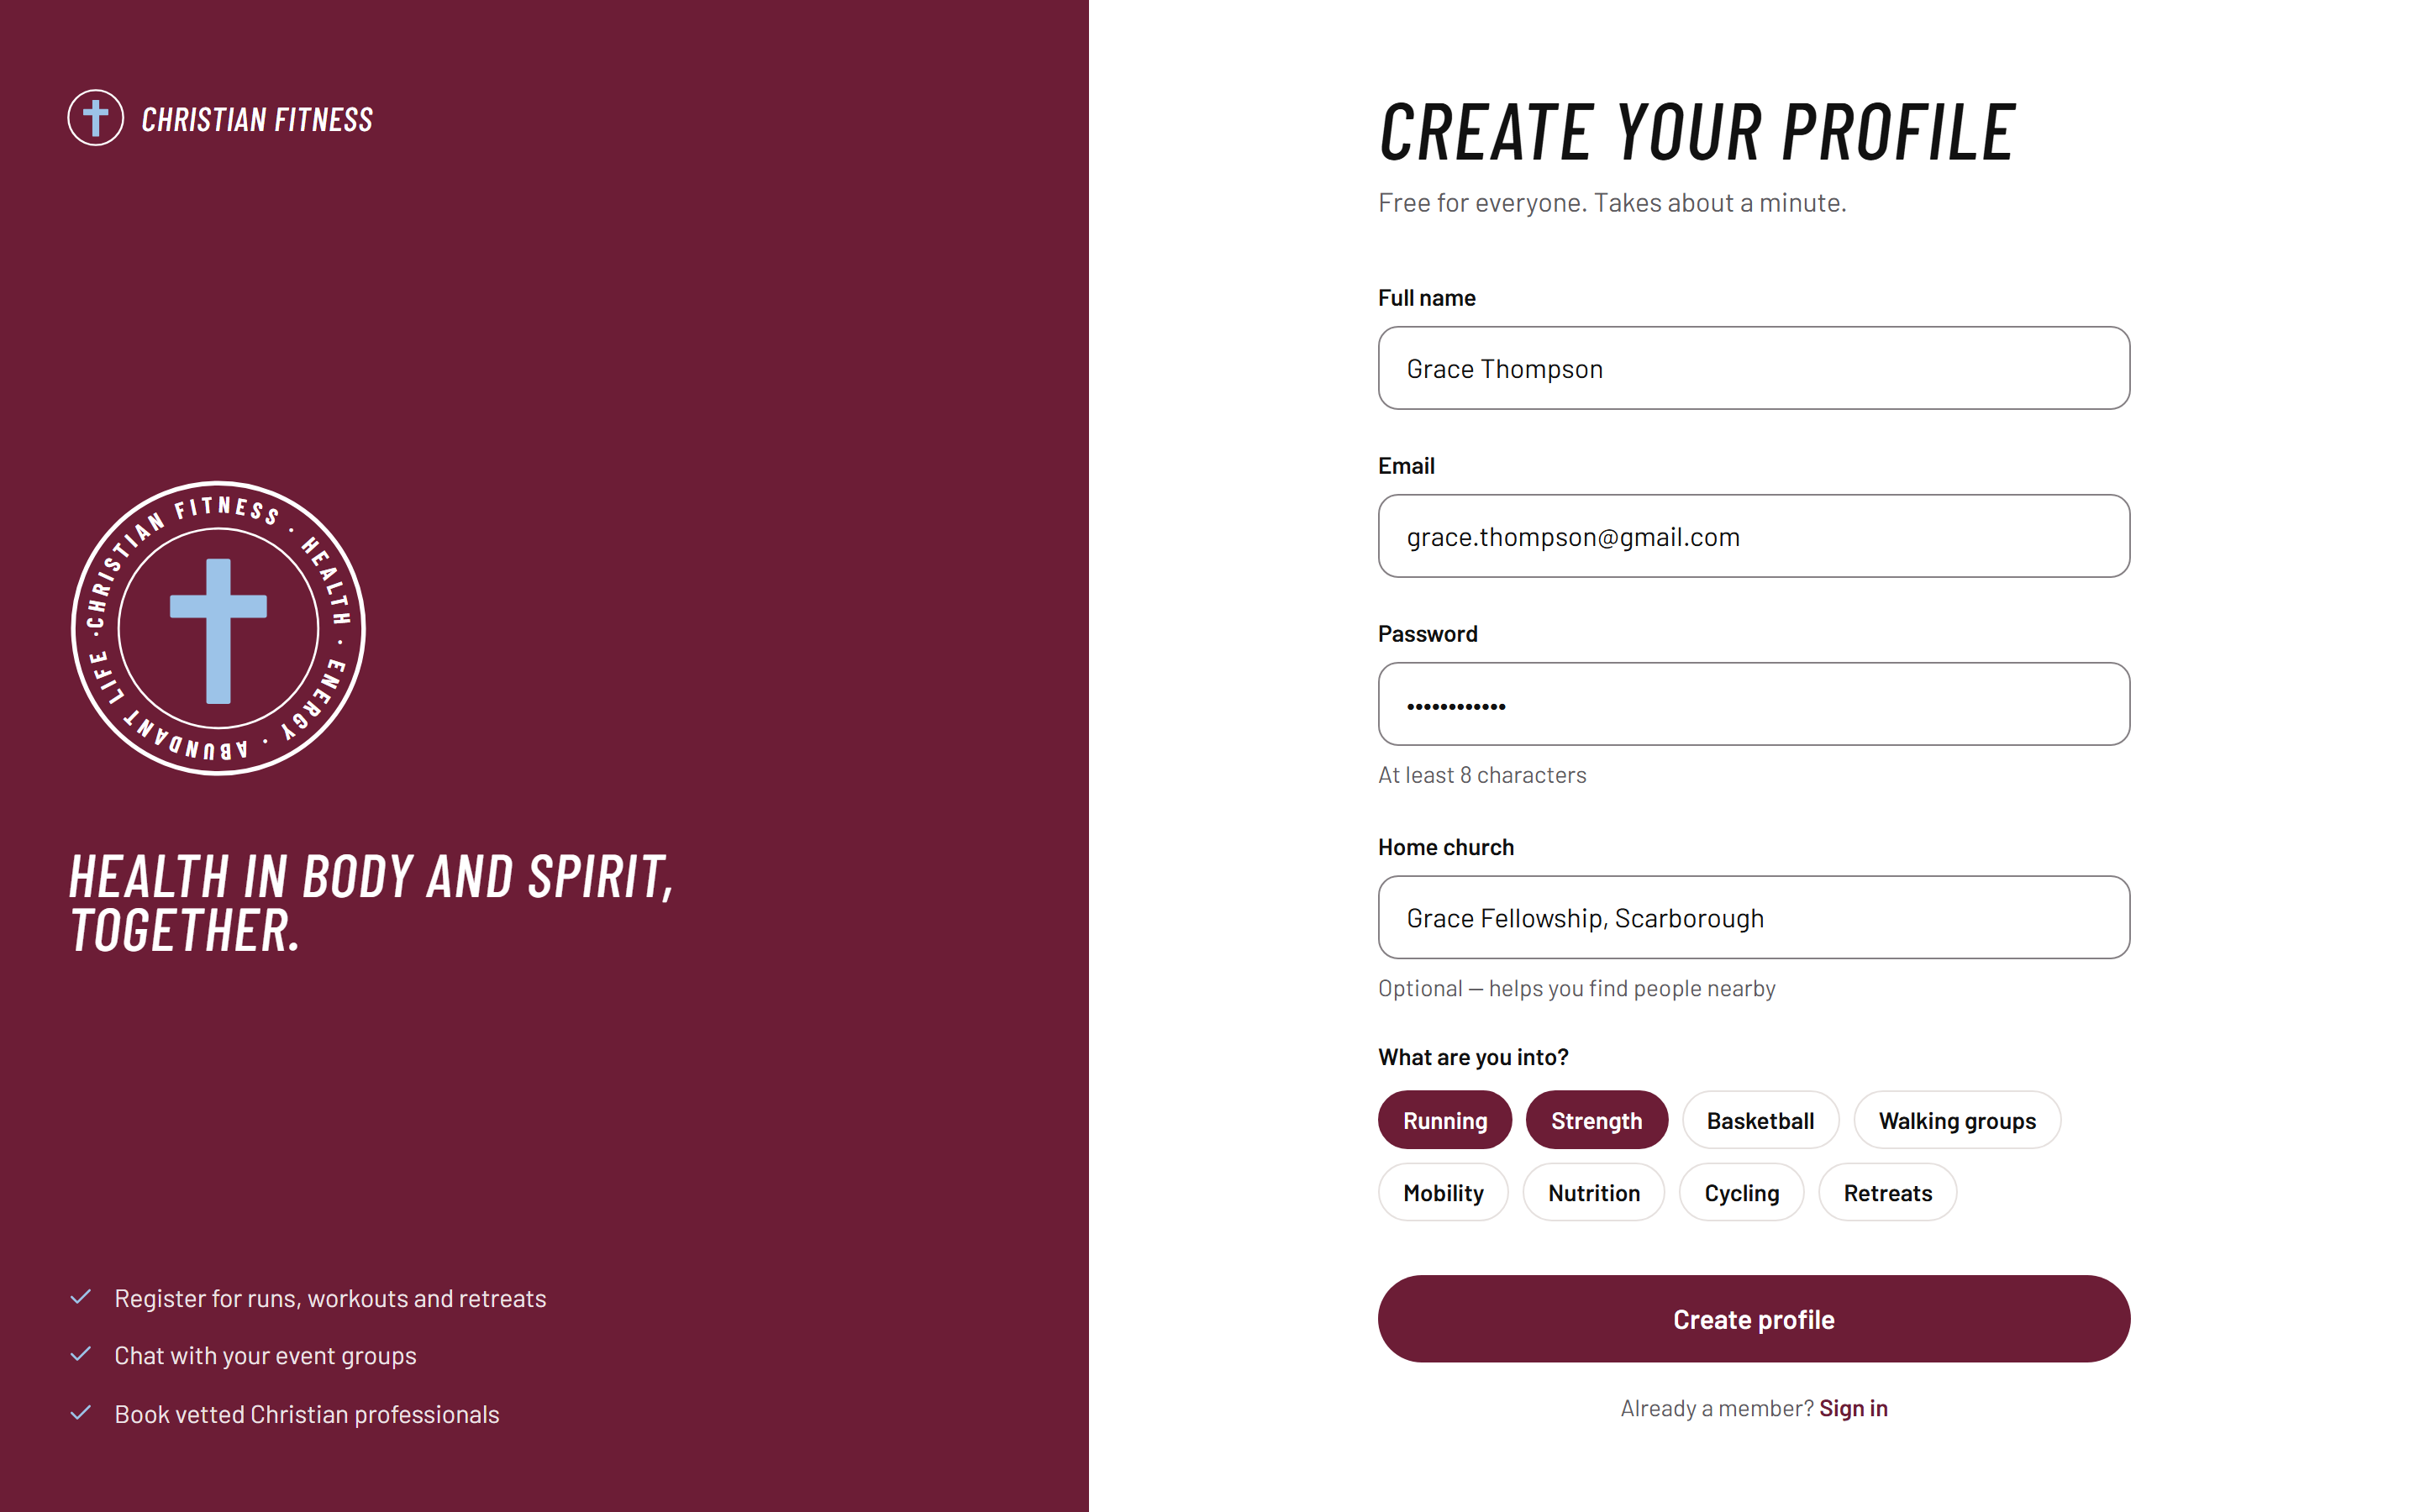 CHRISTIAN FITNESS
CHRISTIAN FITNESS · HEALTH · ENERGY · ABUNDANT LIFE ·
HEALTH IN BODY AND SPIRIT,
TOGETHER.
Register for runs, workouts and retreats
Chat with your event groups
Book vetted Christian professionals
CREATE YOUR PROFILE
Free for everyone. Takes about a minute.
Full name
Grace Thompson
Email
grace.thompson@gmail.com
Password
••••••••••••
At least 8 characters
Home church
Grace Fellowship, Scarborough
Optional — helps you find people nearby
What are you into?
Running Strength Basketball Walking groups
Mobility Nutrition Cycling Retreats
Create profile
Already a member? Sign in